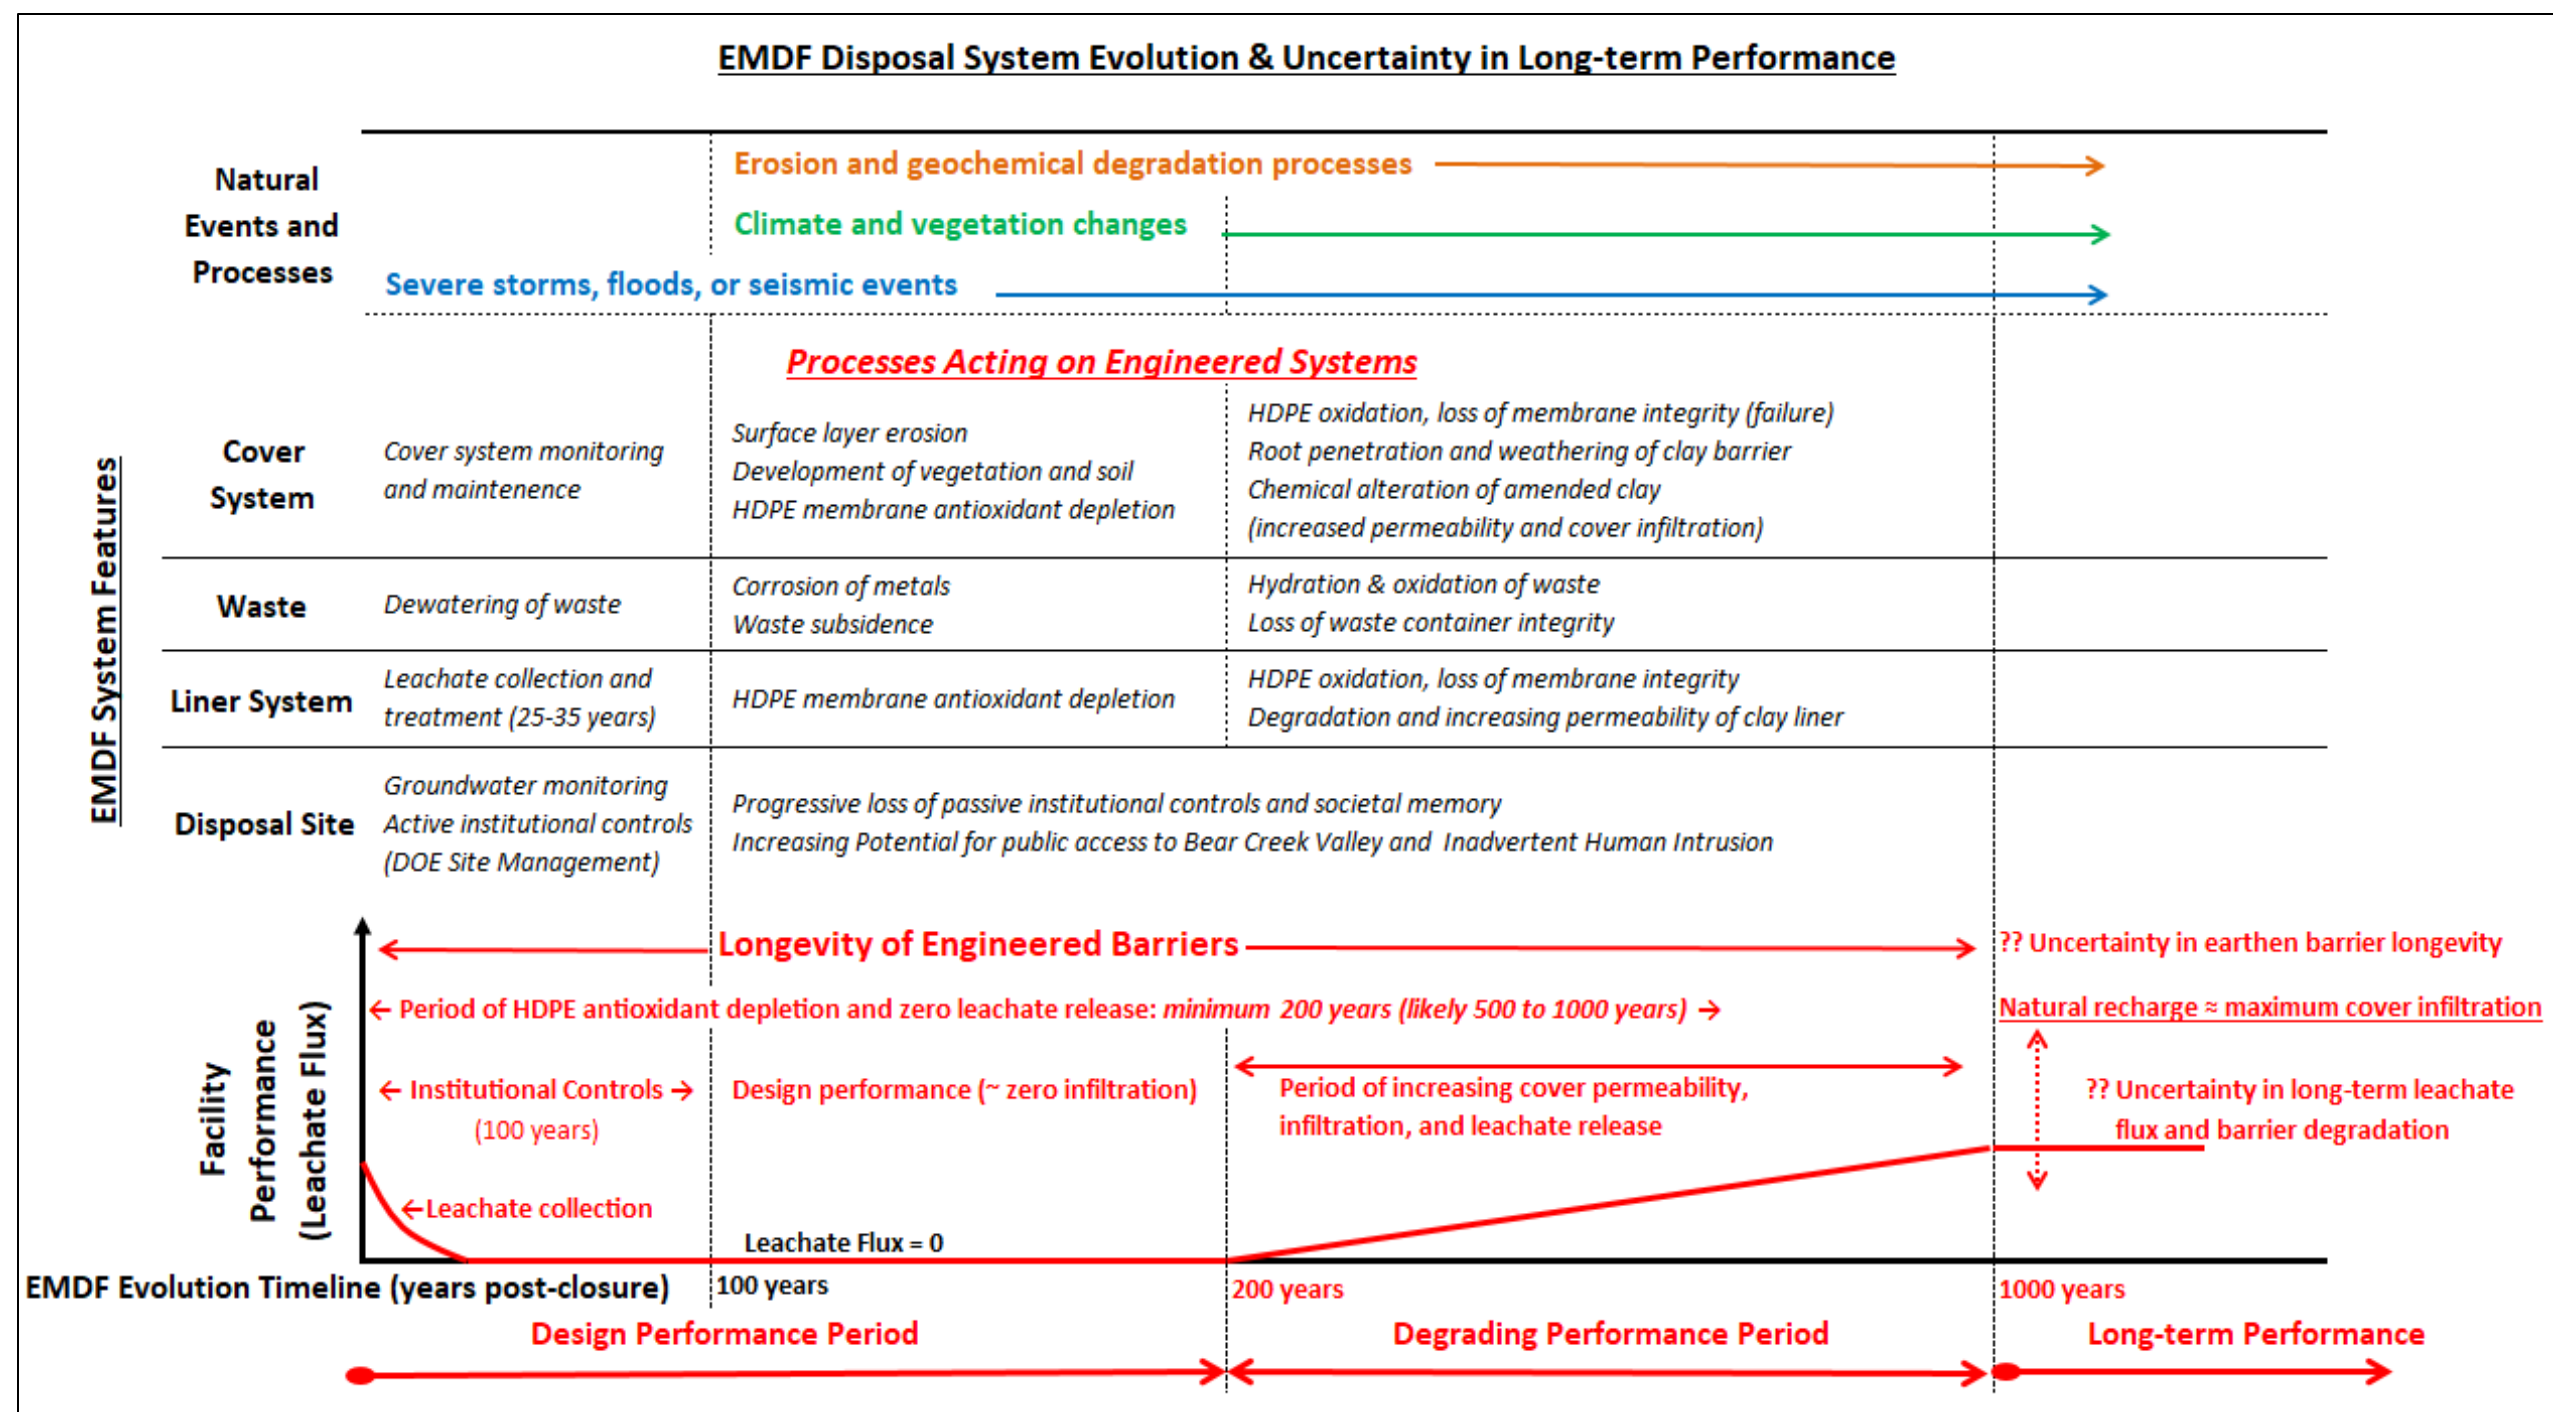 EMDF Disposal System Evolution & Uncertainty in Long-term Performance
Natural
Events and
Processes
Erosion and geochemical degradation processes
Climate and vegetation changes
Severe storms, floods, or seismic events
Processes Acting on Engineered Systems
EMDF System Features
Cover
System
Cover system monitoring
and maintenence
Surface layer erosion
Development of vegetation and soil
HDPE membrane antioxidant depletion
HDPE oxidation, loss of membrane integrity (failure)
Root penetration and weathering of clay barrier
Chemical alteration of amended clay
(increased permeability and cover infiltration)
Waste
Dewatering of waste
Corrosion of metals
Waste subsidence
Hydration & oxidation of waste
Loss of waste container integrity
Liner System
Leachate collection and
treatment (25-35 years)
HDPE membrane antioxidant depletion
HDPE oxidation, loss of membrane integrity
Degradation and increasing permeability of clay liner
Disposal Site
Groundwater monitoring
Active institutional controls
(DOE Site Management)
Progressive loss of passive institutional controls and societal memory
Increasing Potential for public access to Bear Creek Valley and Inadvertent Human Intrusion
Facility
Performance
(Leachate Flux)
Longevity of Engineered Barriers
?? Uncertainty in earthen barrier longevity
← Period of HDPE antioxidant depletion and zero leachate release: minimum 200 years (likely 500 to 1000 years) →
Natural recharge ≈ maximum cover infiltration
← Institutional Controls →
(100 years)
Design performance (~ zero infiltration)
Period of increasing cover permeability,
infiltration, and leachate release
?? Uncertainty in long-term leachate
flux and barrier degradation
←Leachate collection
Leachate Flux = 0
EMDF Evolution Timeline (years post-closure)
100 years
200 years
1000 years
Design Performance Period
Degrading Performance Period
Long-term Performance